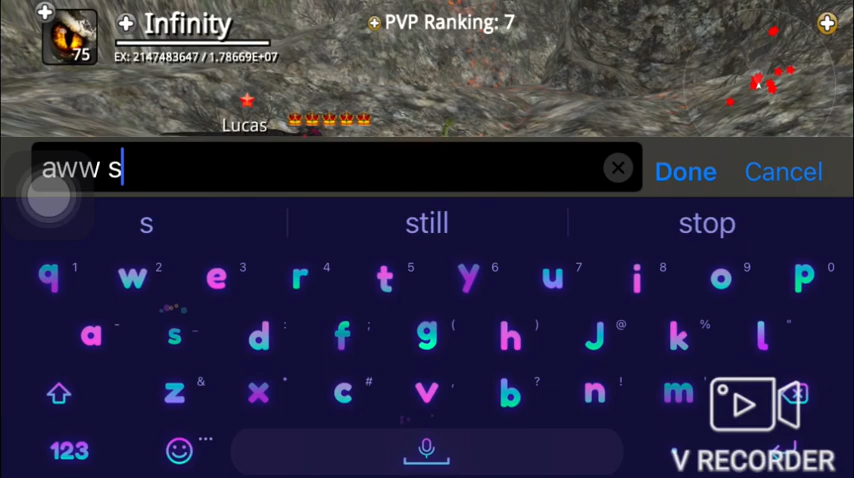 Infinity
PVP Ranking: 7
75
EX: 2147483647 / 1.78669E+07
Lucas
aww s
Done
Cancel
s still stop
q 1 w 2 e 3 r 4 t 5 y 6 u 7 i 8 o 9 p 0
a - s _ d : f ; g ( h ) J @ k % l "
z & x * c # v , b ? n ! m '
123
V RECORDER